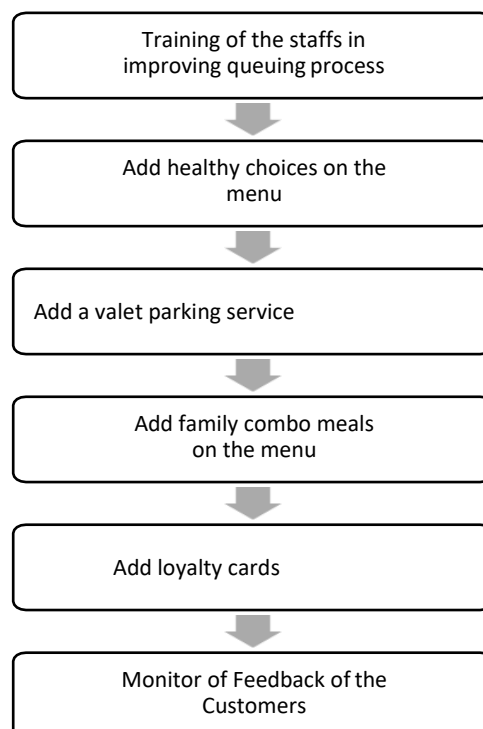 Training of the staffs in
improving queuing process
Add healthy choices on the
menu
Add a valet parking service
Add family combo meals
on the menu
Add loyalty cards
Monitor of Feedback of the
Customers